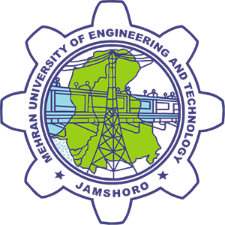 MEHRAN UNIVERSITY OF ENGINEERING AND TECHNOLOGY
JAMSHORO